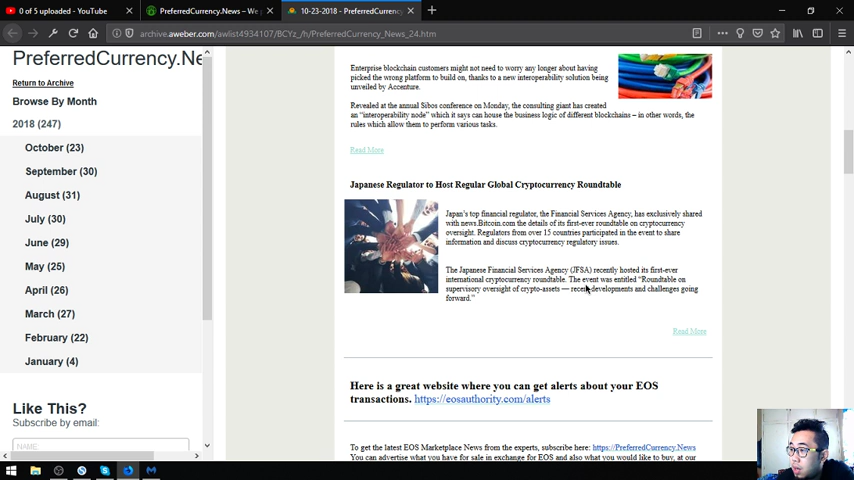 0 of 5 uploaded - YouTube
PreferredCurrency.News – We p
10-23-2018 - PreferredCurrency
archive.aweber.com/awlist4934107/BCYz_/h/PreferredCurrency_News_24.htm
PreferredCurrency.Ne
Return to Archive
Browse By Month
2018 (247)
October (23)
September (30)
August (31)
July (30)
June (29)
May (25)
April (26)
March (27)
February (22)
January (4)
Like This?
Subscribe by email:
NAME:
Enterprise blockchain customers might not need to worry any longer about having
picked the wrong platform to build on, thanks to a new interoperability solution being
unveiled by Accenture.
Revealed at the annual Sibos conference on Monday, the consulting giant has created
an “interoperability node” which it says can house the business logic of different blockchains – in other words, the
rules which allow them to perform various tasks.
Read More
Japanese Regulator to Host Regular Global Cryptocurrency Roundtable
Japan's top financial regulator, the Financial Services Agency, has exclusively shared
with news.Bitcoin.com the details of its first-ever roundtable on cryptocurrency
oversight. Regulators from over 15 countries participated in the event to share
information and discuss cryptocurrency regulatory issues.
The Japanese Financial Services Agency (JFSA) recently hosted its first-ever
international cryptocurrency roundtable. The event was entitled “Roundtable on
supervisory oversight of crypto-assets — recent developments and challenges going
forward.”
Read More
Here is a great website where you can get alerts about your EOS
transactions. https://eosauthority.com/alerts
To get the latest EOS Marketplace News from the experts, subscribe here: https://PreferredCurrency.News
You can advertise what you have for sale in exchange for EOS and also what you would like to buy, at our